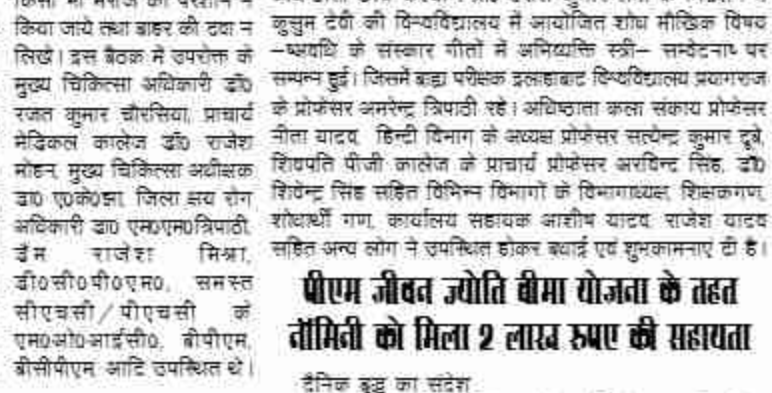 किया जाये तथा बाहर की दवा न
लिखे। इस बैठक में उपरोक्त के
मुख्य चिकित्सा अधिकारी डॉ0
रजत कुमार चौरसिया, प्राचार्य
मेडिकल कालेज डॉ0 राजेश
मोहन, मुख्य चिकित्सा अधीक्षक
डा0 ए0के0झा, जिला क्षय रोग
अधिकारी डा0 एम0एम0त्रिपाठी,
डैम राजेश मिश्रा,
डी0सी0पी0एम0, समस्त
सीएचसी/पीएचसी के
एम0ओ0आईसी0, बीपीएम,
बीसीपीएम आदि उपस्थित थे।
कुसुम देवी की विश्वविद्यालय में आयोजित शोध मौखिक विषय
–अवधि के संस्कार गीतों में अभिव्यक्ति स्त्री– सम्वेदना पर
सम्पन्न हुई। जिसमें बाह्य परीक्षक इलाहाबाद विश्वविद्यालय प्रयागराज
के प्रोफेसर अमरेन्द्र त्रिपाठी रहे। अधिष्ठाता कला संकाय प्रोफेसर
नीता यादव, हिन्दी विभाग के अध्यक्ष प्रोफेसर सत्येन्द्र कुमार दूबे,
शिवपति पीजी कालेज के प्राचार्य प्रोफेसर अरविन्द सिंह, डॉ0
शिवेन्द्र सिंह सहित विभिन्न विभागों के विभागाध्यक्ष, शिक्षकगण,
शोधार्थी गण, कार्यालय सहायक आशीष यादव, राजेश यादव
सहित अन्य लोग ने उपस्थित होकर बधाई एवं शुभकामनाएं दी है।
पीएम जीवन ज्योति बीमा योजना के तहत
नॉमिनी को मिला 2 लाख रुपए की सहायता
दैनिक बुद्ध का संदेश